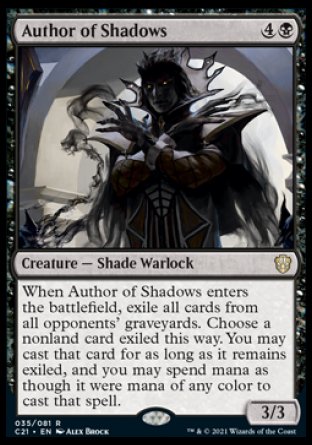 Author of Shadows 4
Creature — Shade Warlock
When Author of Shadows enters
the battlefield, exile all cards from
all opponents' graveyards. Choose a
nonland card exiled this way. You may
cast that card for as long as it remains
exiled, and you may spend mana as
though it were mana of any color to
cast that spell.
3/3
035/081 R
C21 • EN Alex Brock
™ & © 2021 Wizards of the Coast